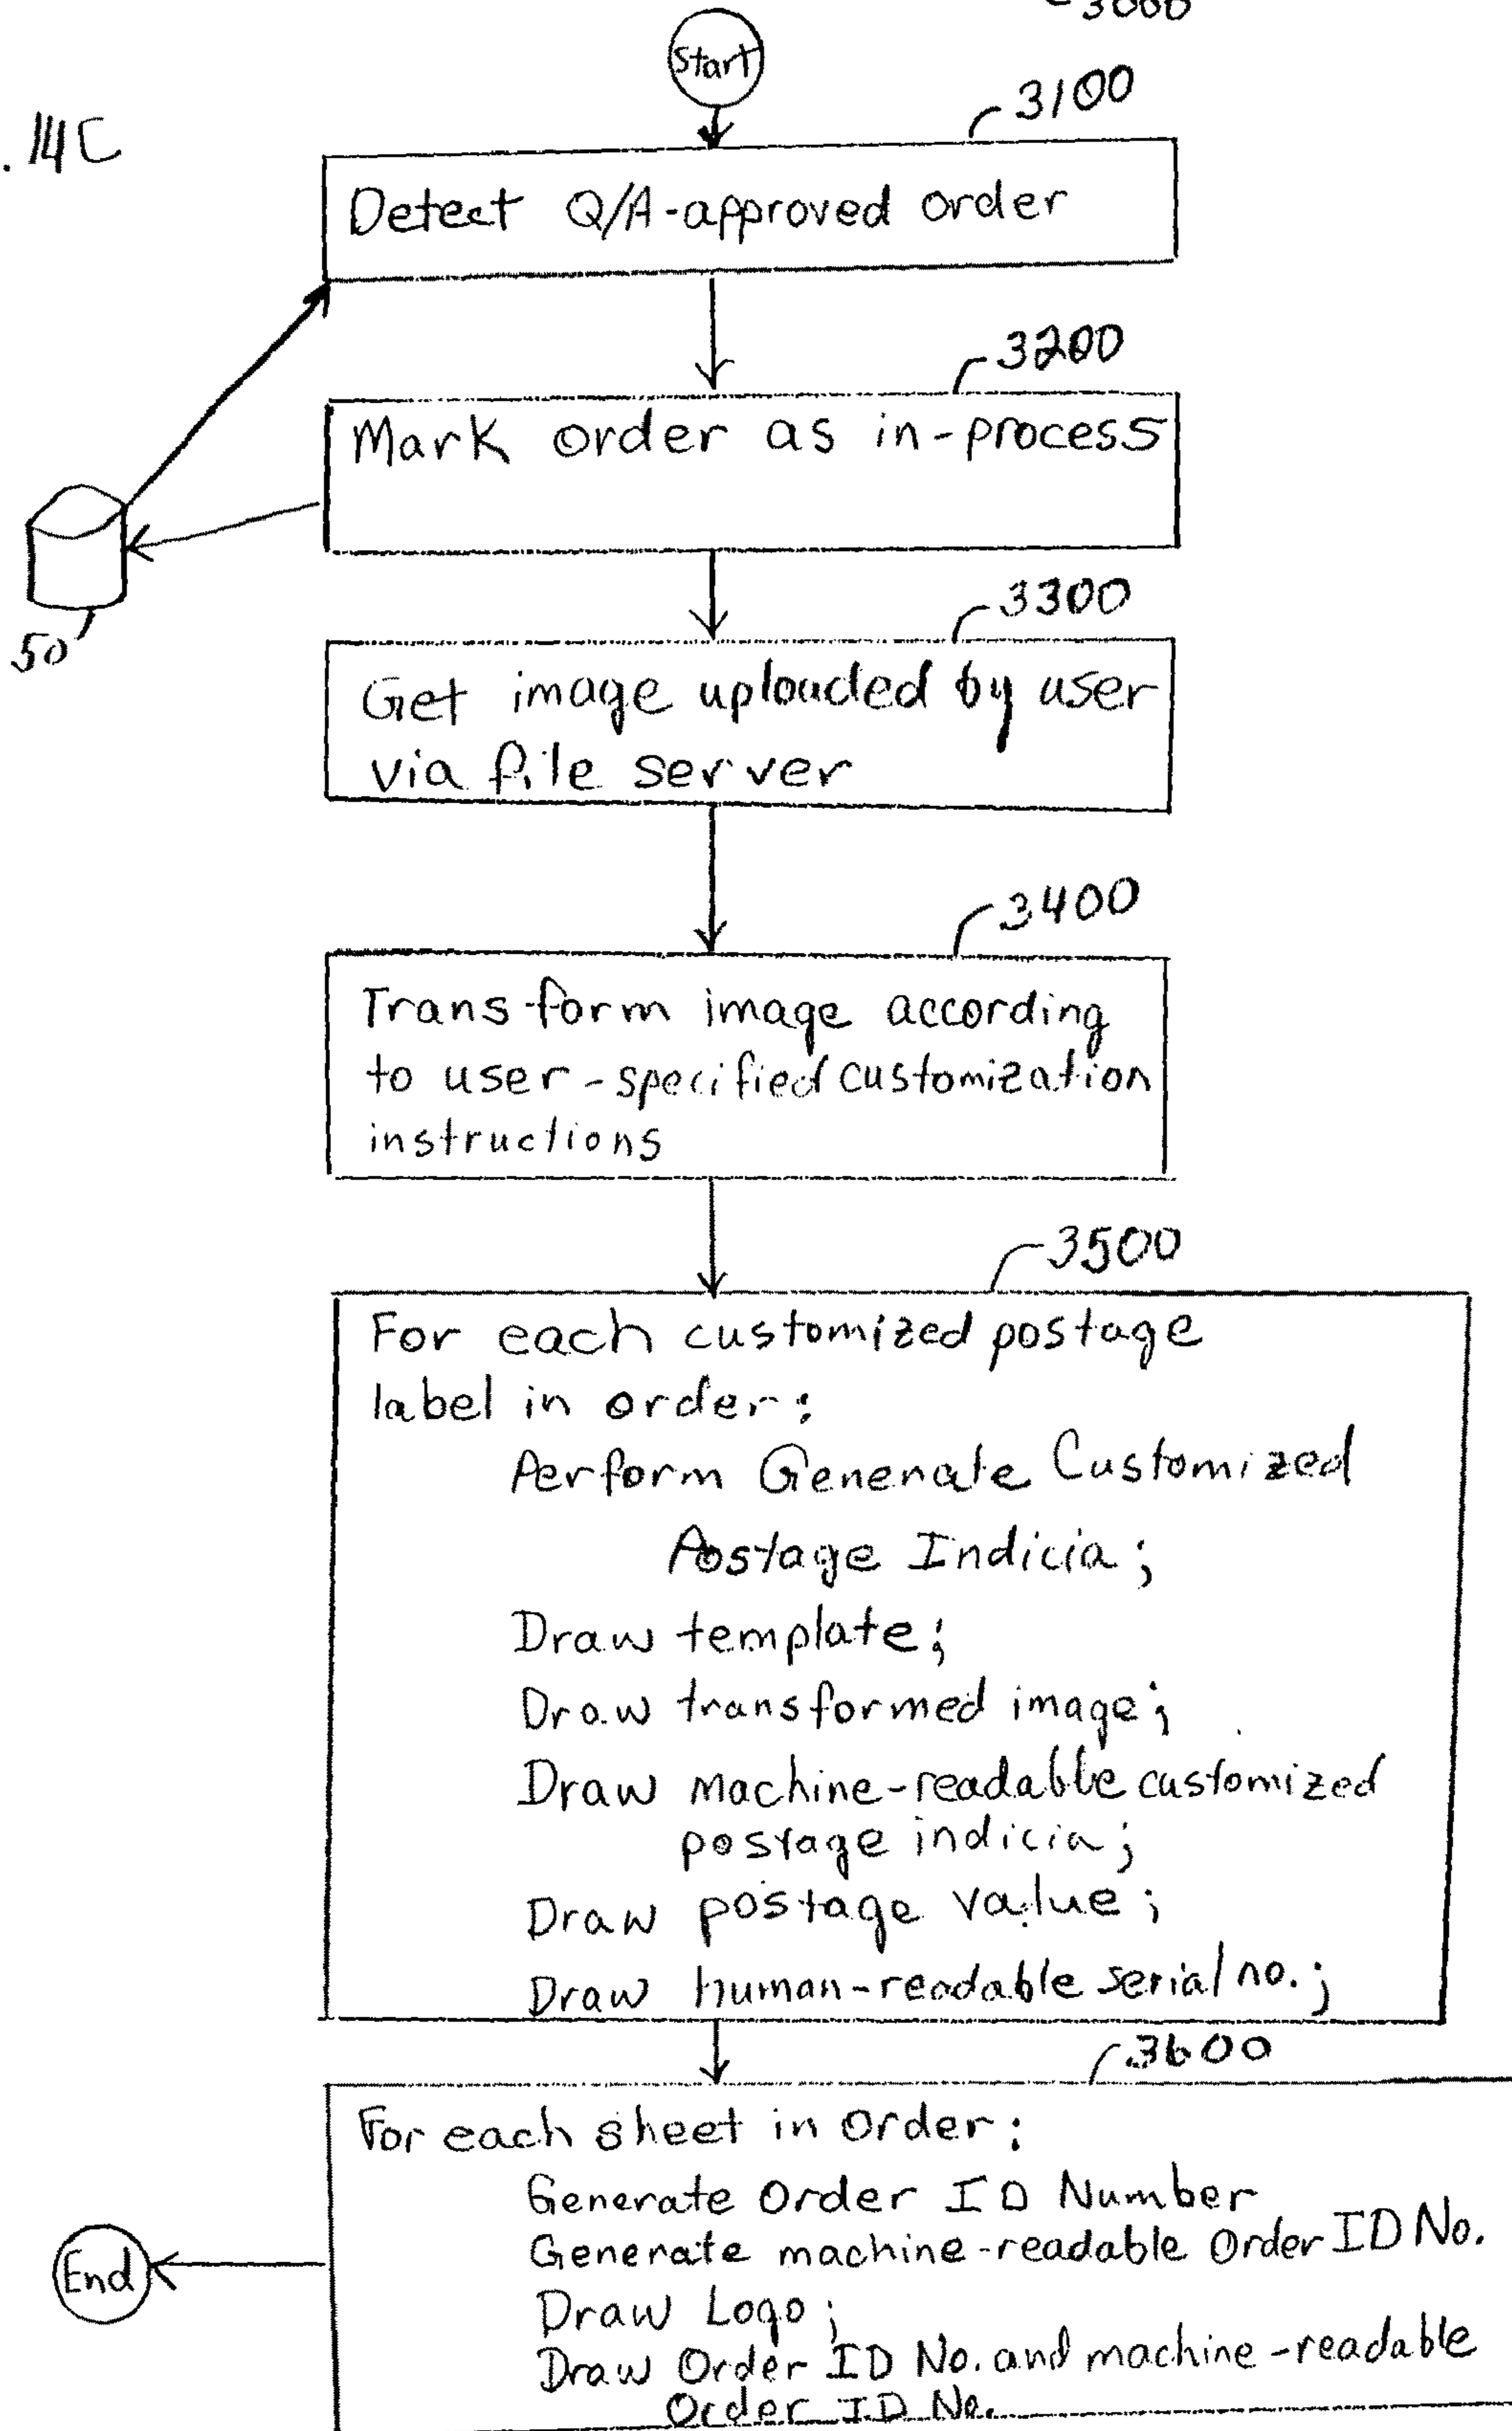 3000
Start
3100
. 14C
Detect Q/A-approved order
3200
Mark order as in-process
50
3300
Get image uploaded by user
via file server
3400
Transform image according
to user-specified customization
instructions
3500
For each customized postage
label in order:
Perform Generate Customized
Postage Indicia;
Draw template;
Draw transformed image;
Draw machine-readable customized
postage indicia;
Draw postage value;
Draw human-readable serial no.;
3600
For each sheet in order:
Generate Order ID Number
Generate machine-readable Order ID No.
End
Draw Logo;
Draw Order ID No. and machine-readable
Order ID No.